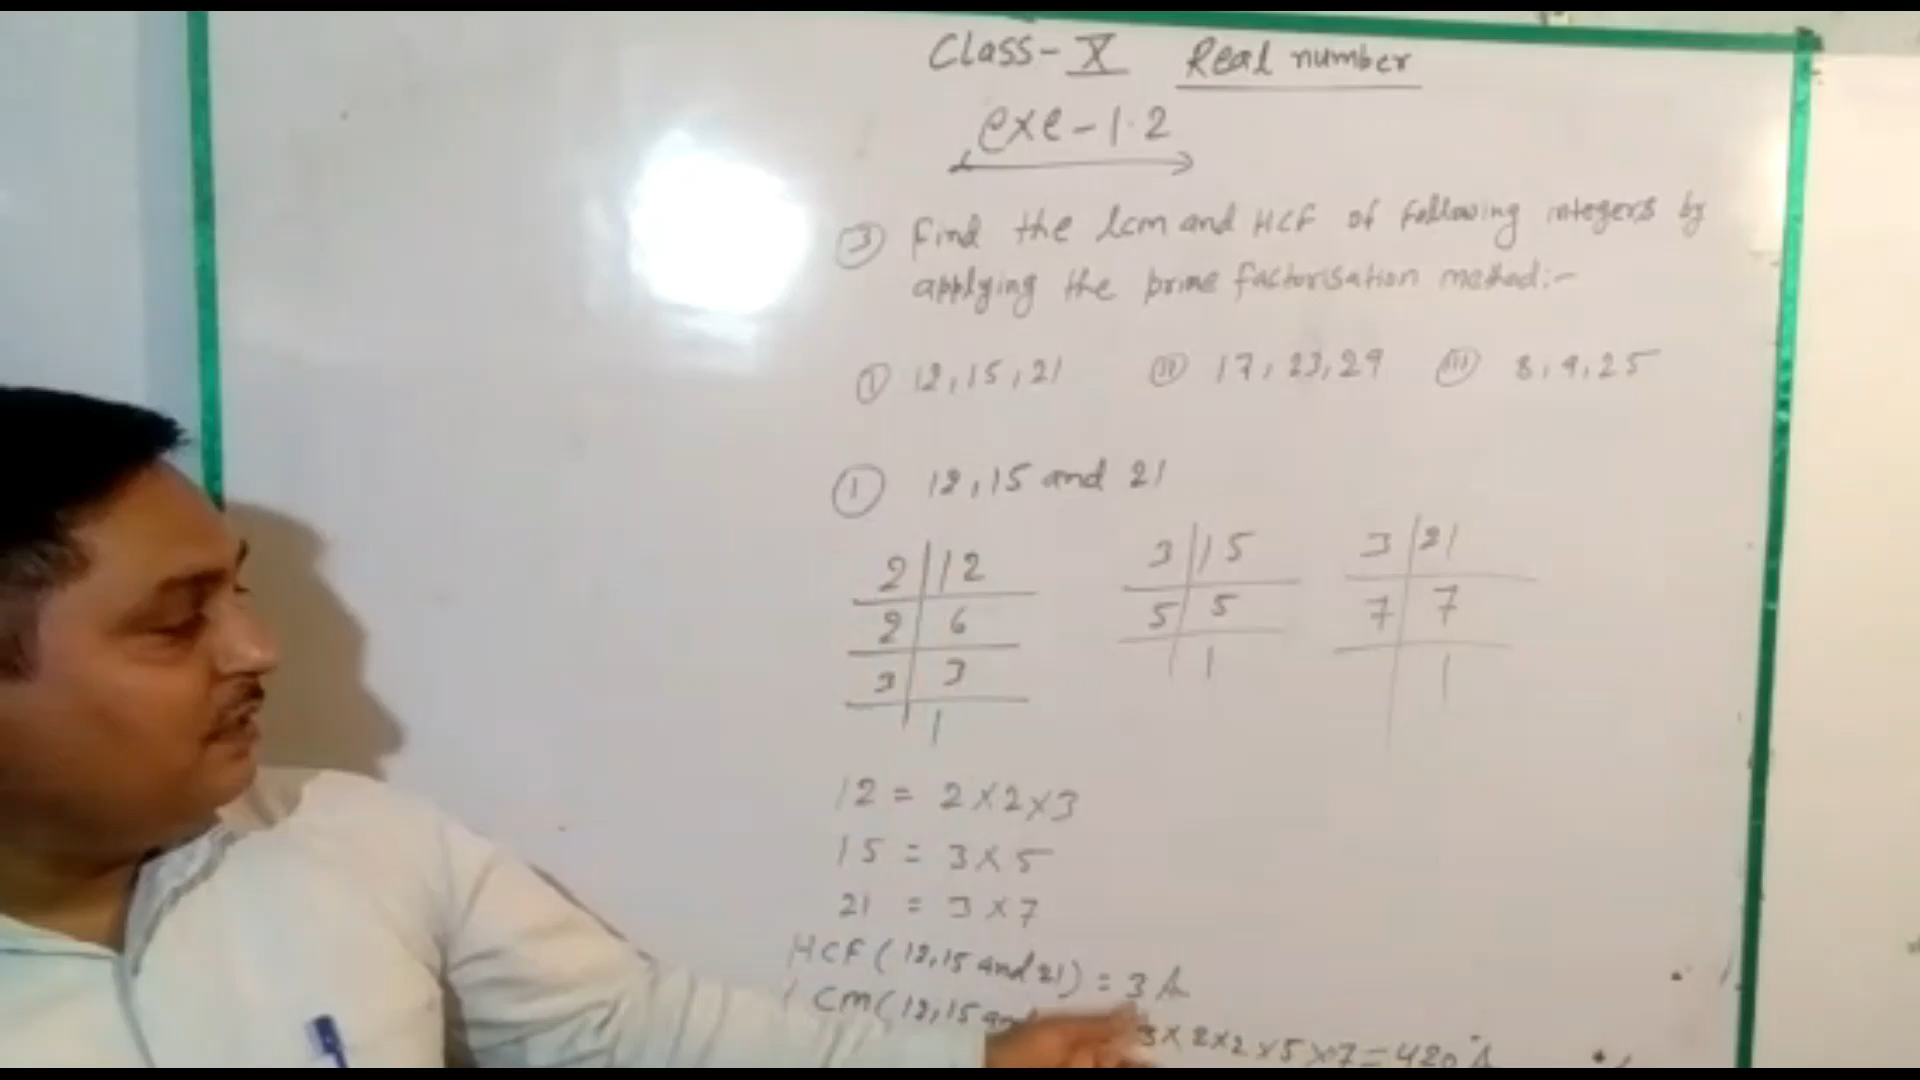 Class-X Real number
exe-1.2
③ Find the Lcm and HCF of Following integers by
applying the prime factorisation method:-
① 12,15,21 ⑪ 17,23,29 ⑪ⁱ 8,9,25
① 12,15 and 21
2 | 12 3 | 15 3 | 21
2 | 6 5 | 5 7 | 7
3 | 3 1 1
1
12 = 2×2×3
15 = 3×5
21 = 3×7
HCF(12,15 and 21) = 3 A
LCm(12,15 and 3×2×2×5×7=420 A